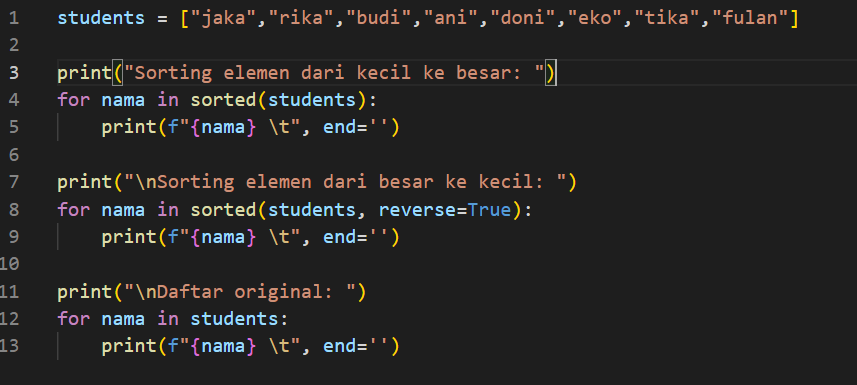 1 students = ["jaka","rika","budi","ani","doni","eko","tika","fulan"]
2
3 print("Sorting elemen dari kecil ke besar: ")
4 for nama in sorted(students):
5     print(f"{nama} \t", end='')
6
7 print("\nSorting elemen dari besar ke kecil: ")
8 for nama in sorted(students, reverse=True):
9     print(f"{nama} \t", end='')
10
11 print("\nDaftar original: ")
12 for nama in students:
13     print(f"{nama} \t", end='')